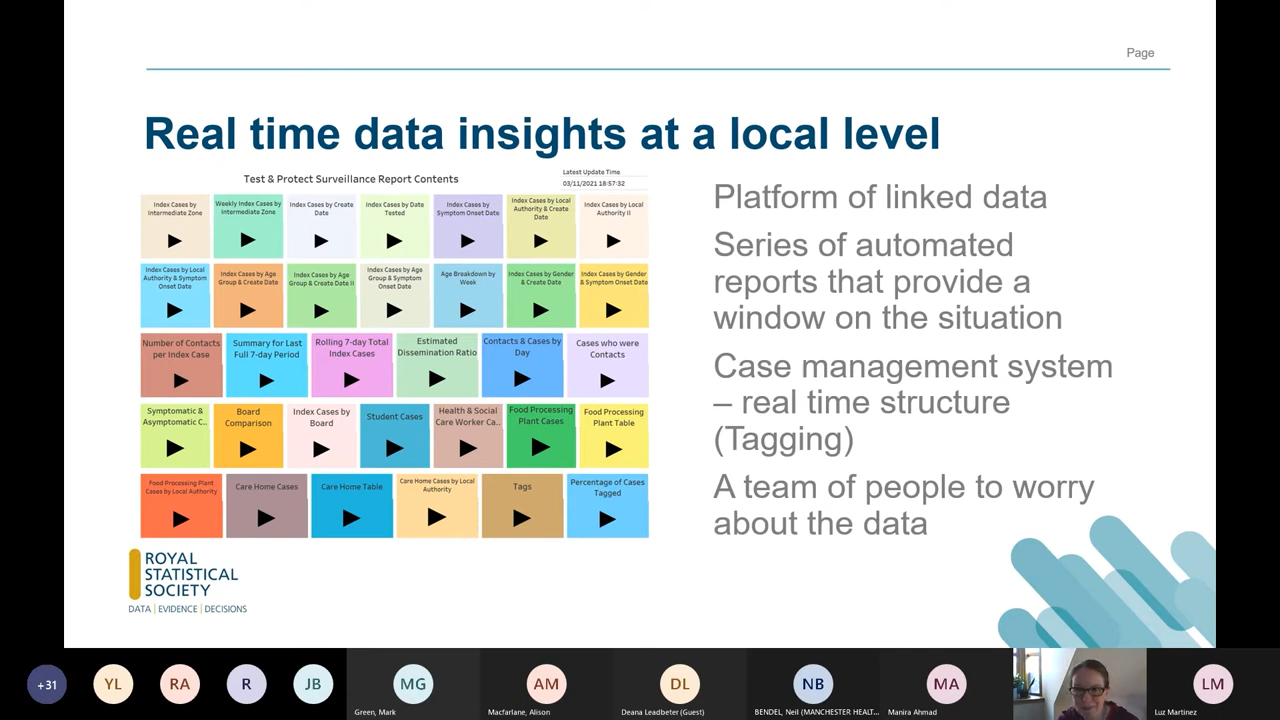 Page
Real time data insights at a local level
Test & Protect Surveillance Report Contents
Latest Update Time
03/11/2021 18:57:32
Index Cases by
Intermediate Zone
Weekly Index Cases by
Intermediate Zone
Index Cases by Create
Date
Index Cases by Date
Tested
Index Cases by
Symptom Onset Date
Index Cases by Local
Authority & Create
Date
Index Cases by Local
Authority II
Index Cases by Local
Authority & Symptom
Onset Date
Index Cases by Age
Group & Create Date
Index Cases by Age
Group & Create Date II
Index Cases by Age
Group & Symptom
Onset Date
Age Breakdown by
Week
Index Cases by Gender
& Create Date
Index Cases by Gender
& Symptom Onset Date
Number of Contacts
per Index Case
Summary for Last
Full 7-day Period
Rolling 7-day Total
Index Cases
Estimated
Dissemination Ratio
Contacts & Cases by
Day
Cases who were
Contacts
Symptomatic &
Asymptomatic C..
Board
Comparison
Index Cases by
Board
Student Cases
Health & Social
Care Worker Ca..
Food Processing
Plant Cases
Food Processing
Plant Table
Food Processing Plant
Cases by Local Authority
Care Home Cases
Care Home Table
Care Home Cases by Local
Authority
Tags
Percentage of Cases
Tagged
Platform of linked data
Series of automated
reports that provide a
window on the situation
Case management system
– real time structure
(Tagging)
A team of people to worry
about the data
ROYAL
STATISTICAL
SOCIETY
DATA | EVIDENCE | DECISIONS
+31
YL
RA
R
JB
MG
Green, Mark
AM
Macfarlane, Alison
DL
Deana Leadbeter (Guest)
NB
BENDEL, Neil (MANCHESTER HEALT...
MA
Manira Ahmad
LM
Luz Martinez